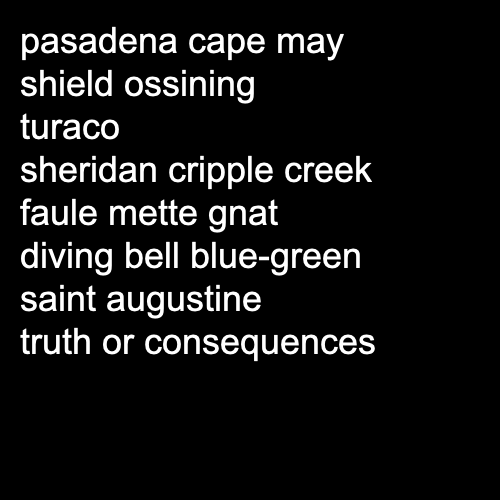 pasadena cape may
shield ossining
turaco
sheridan cripple creek
faule mette gnat
diving bell blue-green
saint augustine
truth or consequences